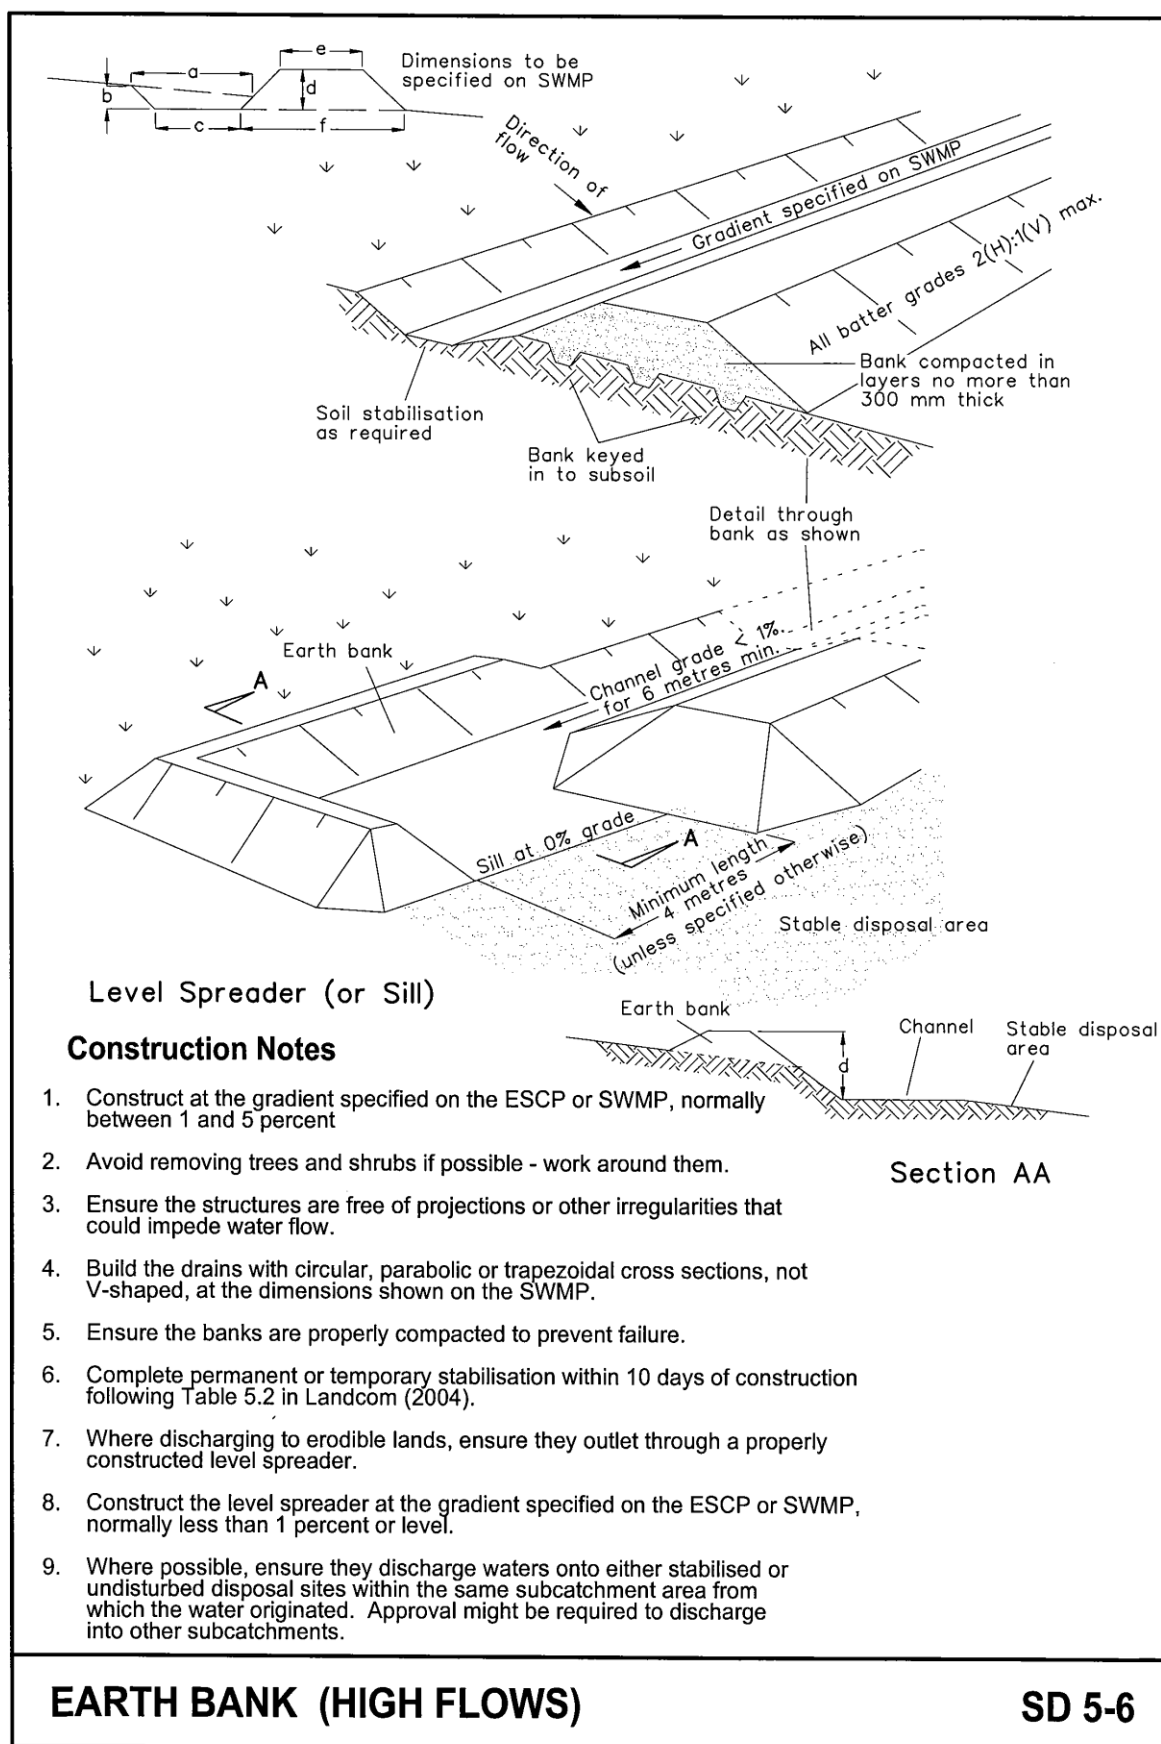 e
Dimensions to be
specified on SWMP
a
b
d
c
f
Direction of
flow
Gradient specified on SWMP
All batter grades 2(H):1(V) max.
Bank compacted in
layers no more than
300 mm thick
Soil stabilisation
as required
Bank keyed
in to subsoil
Detail through
bank as shown
Earth bank
Channel grade < 1%.
for 6 metres min.
A
Sill at 0% grade
A
Minimum length
4 metres
(unless specified otherwise)
Stable disposal area
Level Spreader (or Sill)
Earth bank
Channel
Stable disposal
area
d
Section AA
Construction Notes
1. Construct at the gradient specified on the ESCP or SWMP, normally
between 1 and 5 percent
2. Avoid removing trees and shrubs if possible - work around them.
3. Ensure the structures are free of projections or other irregularities that
could impede water flow.
4. Build the drains with circular, parabolic or trapezoidal cross sections, not
V-shaped, at the dimensions shown on the SWMP.
5. Ensure the banks are properly compacted to prevent failure.
6. Complete permanent or temporary stabilisation within 10 days of construction
following Table 5.2 in Landcom (2004).
7. Where discharging to erodible lands, ensure they outlet through a properly
constructed level spreader.
8. Construct the level spreader at the gradient specified on the ESCP or SWMP,
normally less than 1 percent or level.
9. Where possible, ensure they discharge waters onto either stabilised or
undisturbed disposal sites within the same subcatchment area from
which the water originated. Approval might be required to discharge
into other subcatchments.
EARTH BANK (HIGH FLOWS)
SD 5-6